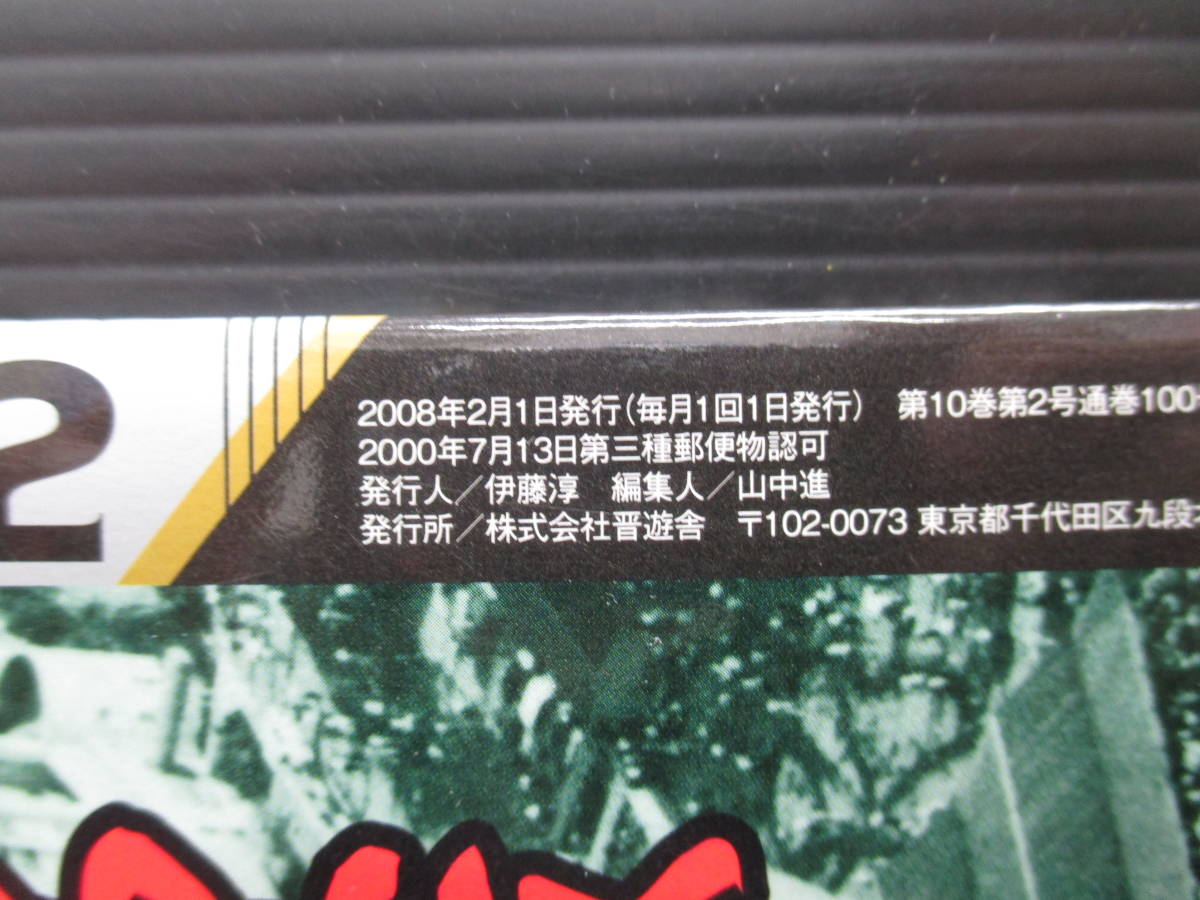 2
2008年2月1日発行（毎月1回1日発行）　第10巻第2号通巻100
2000年7月13日第三種郵便物認可
発行人／伊藤淳　編集人／山中進
発行所／株式会社晋遊舎　〒102-0073 東京都千代田区九段